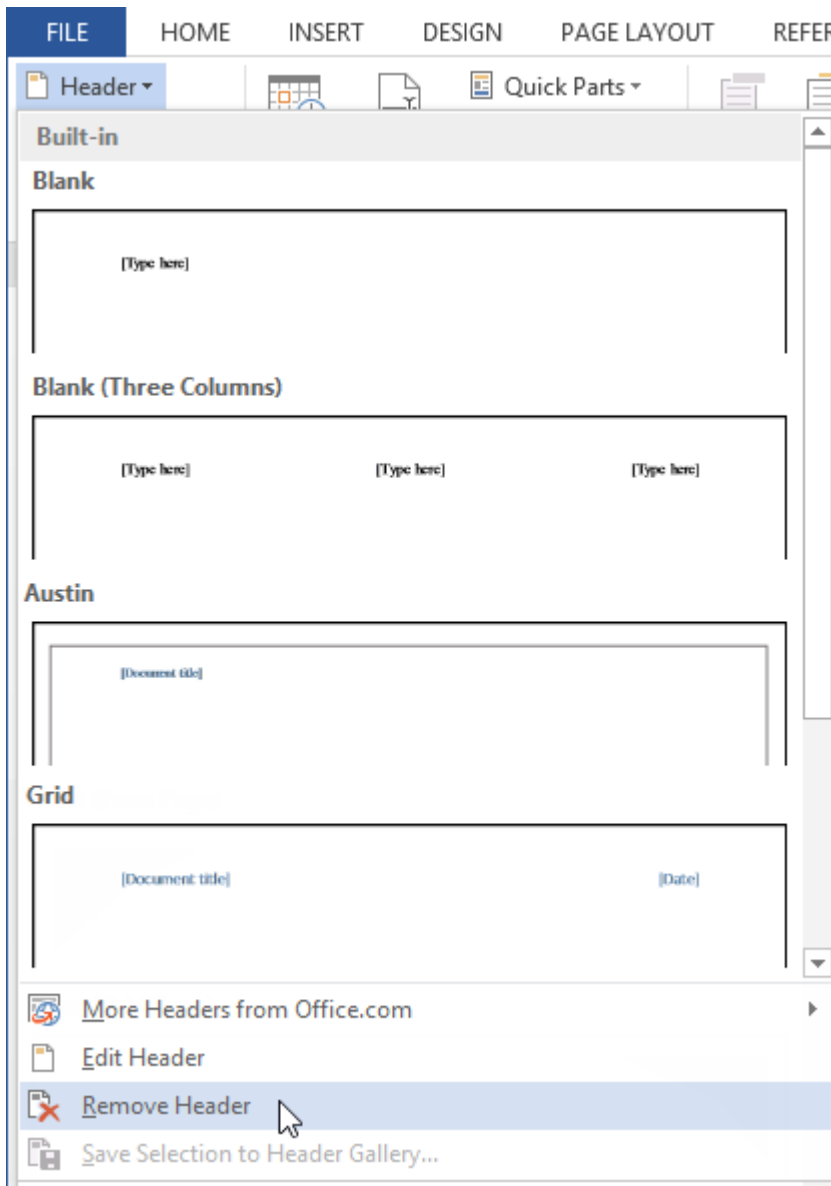 FILE HOME INSERT DESIGN PAGE LAYOUT REFER
Header Quick Parts
Built-in
Blank
[Type here]
Blank (Three Columns)
[Type here] [Type here] [Type here]
Austin
[Document title]
Grid
[Document title] [Date]
More Headers from Office.com
Edit Header
Remove Header
Save Selection to Header Gallery...